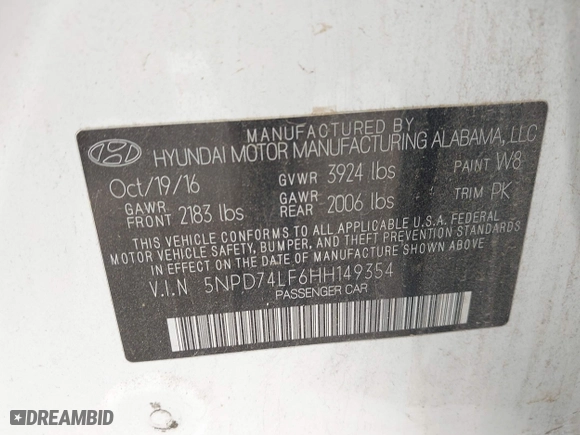 MANUFACTURED BY
HYUNDAI MOTOR MANUFACTURING ALABAMA, LLC
Oct/19/16 GVWR 3924 lbs PAINT W8
GAWR FRONT 2183 lbs GAWR REAR 2006 lbs TRIM PK
THIS VEHICLE CONFORMS TO ALL APPLICABLE U.S.A. FEDERAL
MOTOR VEHICLE SAFETY, BUMPER, AND THEFT PREVENTION STANDARDS
IN EFFECT ON THE DATE OF MANUFACTURE SHOWN ABOVE.
V.I.N 5NPD74LF6HH149354
PASSENGER CAR
DREAMBID